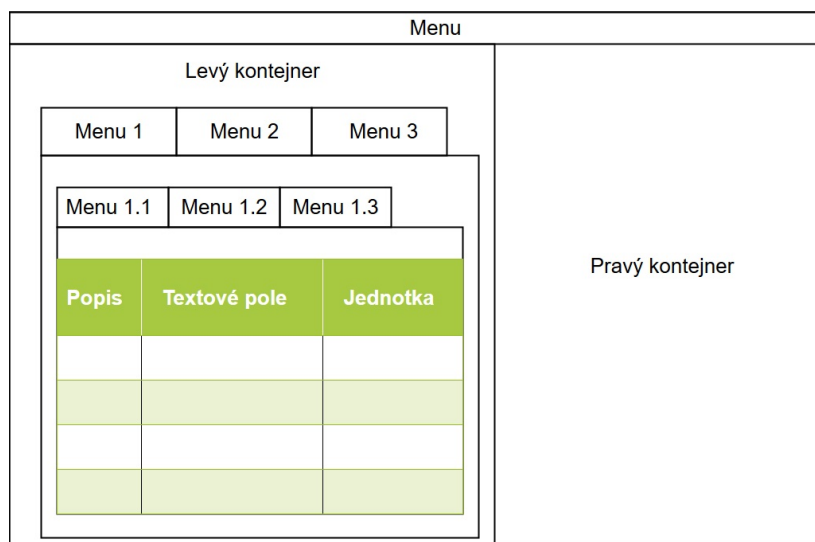 Menu
Levý kontejner
Menu 1 Menu 2 Menu 3
Menu 1.1 Menu 1.2 Menu 1.3
Popis Textové pole Jednotka
Pravý kontejner